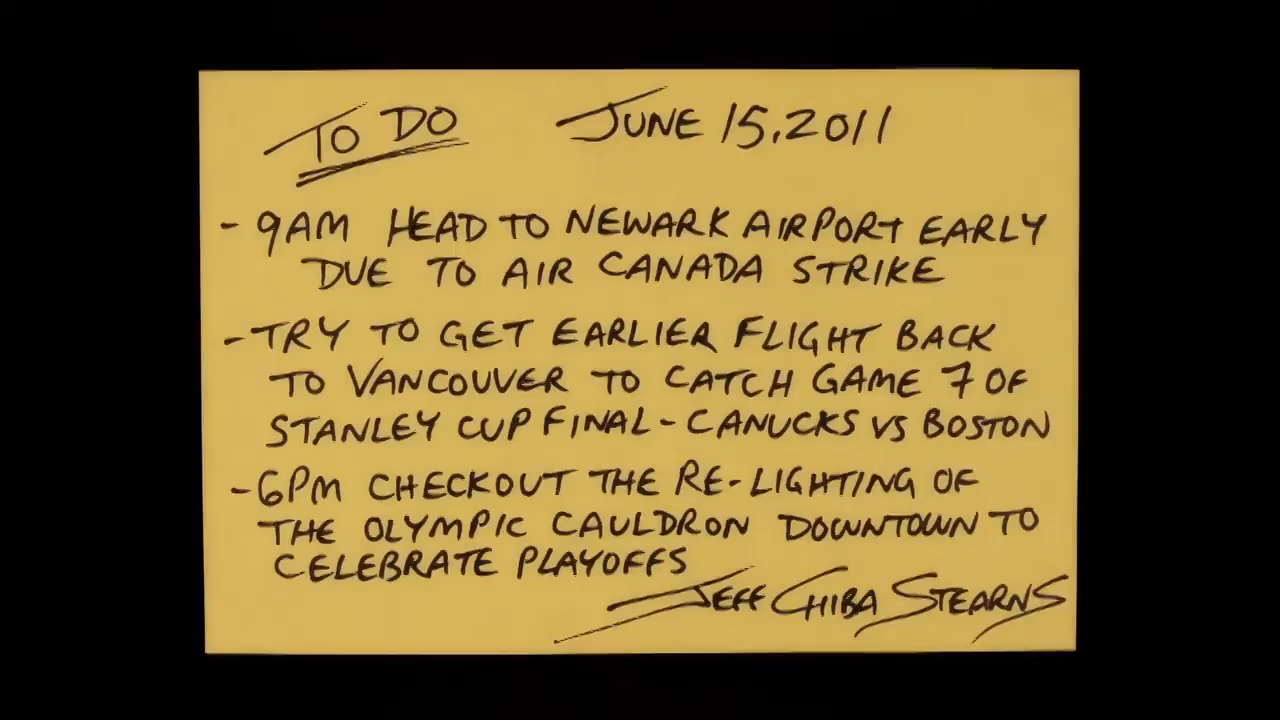 TO DO JUNE 15, 2011
- 9AM HEAD TO NEWARK AIRPORT EARLY
DUE TO AIR CANADA STRIKE
- TRY TO GET EARLIER FLIGHT BACK
TO VANCOUVER TO CATCH GAME 7 OF
STANLEY CUP FINAL - CANUCKS VS BOSTON
- 6PM CHECKOUT THE RE-LIGHTING OF
THE OLYMPIC CAULDRON DOWNTOWN TO
CELEBRATE PLAYOFFS
JEFF CHIBA STEARNS